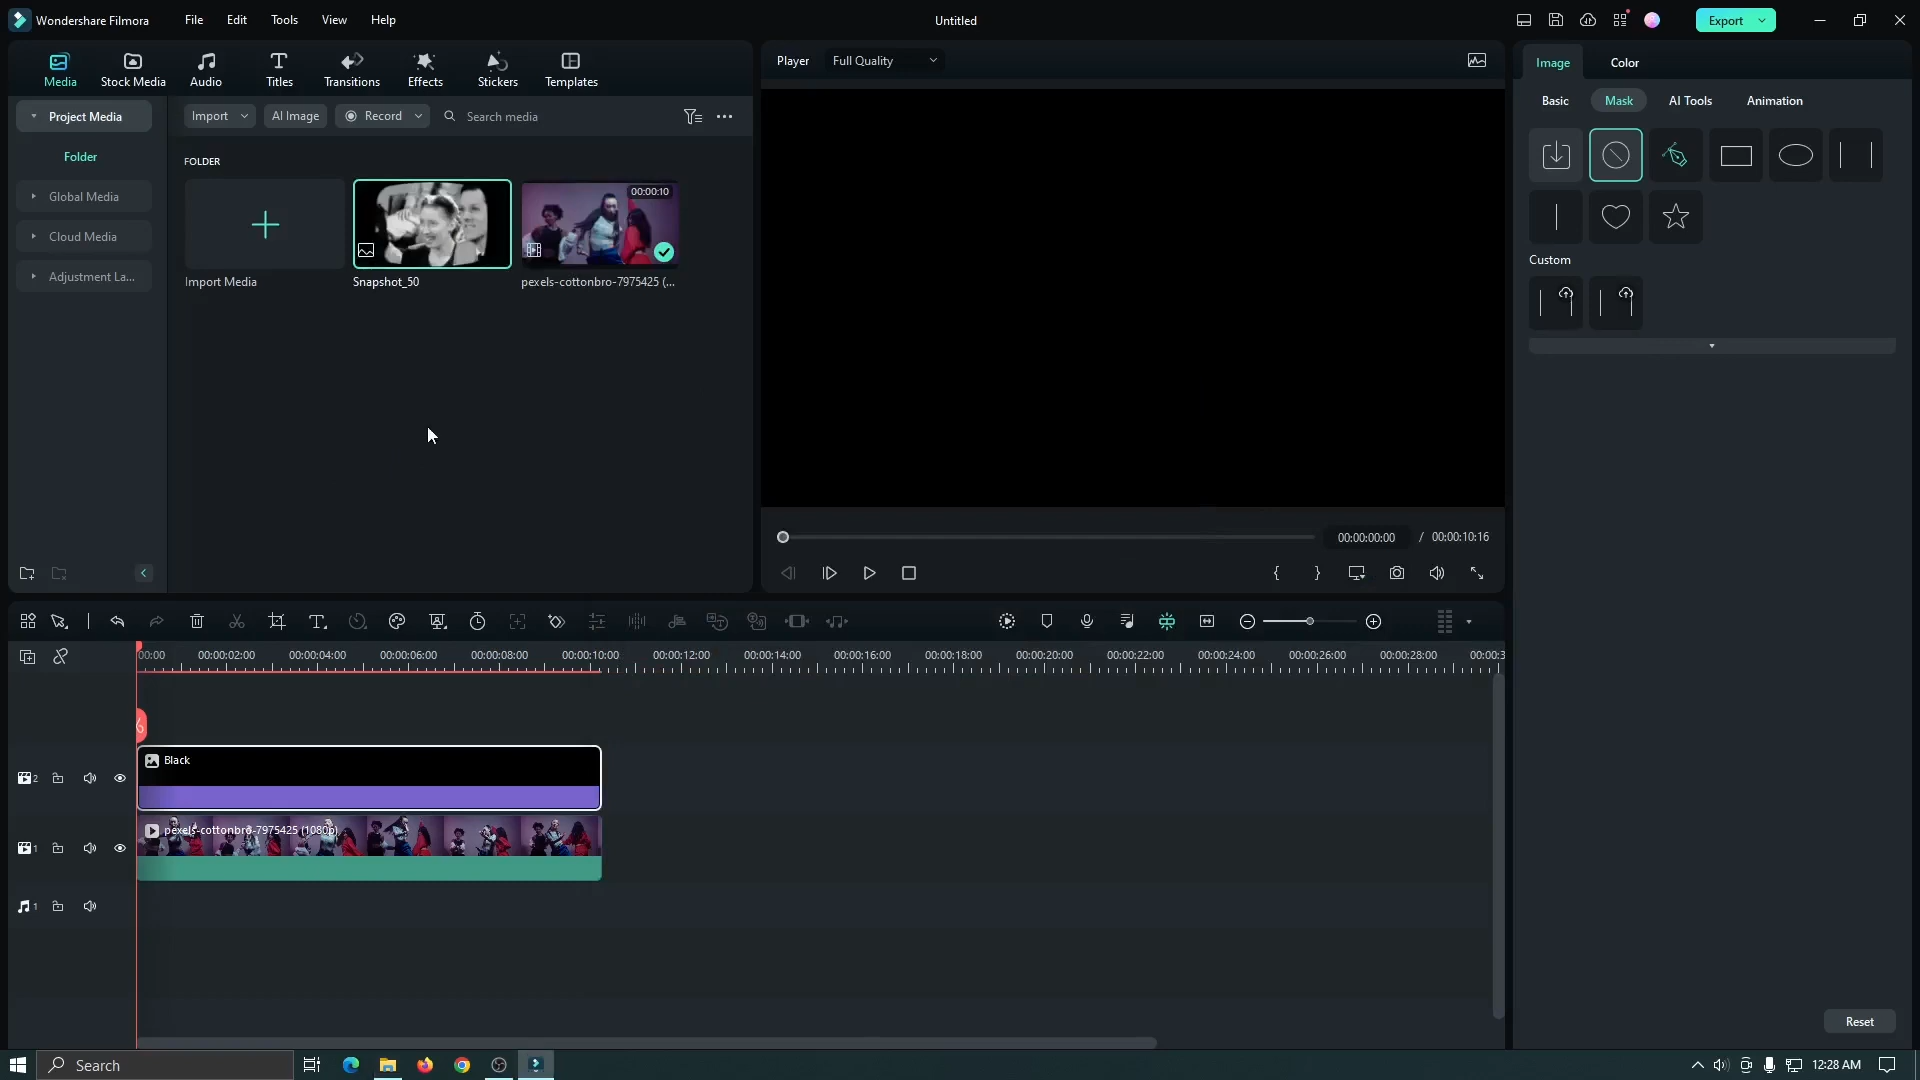 Wondershare Filmora
File
Edit
Tools
View
Help
Untitled
Export
Media
Stock Media
Audio
Titles
Transitions
Effects
Stickers
Templates
Player
Full Quality
Image
Color
Basic
Mask
AI Tools
Animation
Project Media
Import
AI Image
Record
Search media
Folder
FOLDER
Global Media
Cloud Media
Adjustment La...
00:00:10
Import Media
Snapshot_50
pexels-cottonbro-7975425 (...
Custom
00:00:00:00
/
00:00:10:16
{
}
00:00
00:00:02:00
00:00:04:00
00:00:06:00
00:00:08:00
00:00:10:00
00:00:12:00
00:00:14:00
00:00:16:00
00:00:18:00
00:00:20:00
00:00:22:00
00:00:24:00
00:00:26:00
00:00:28:00
00:00:3
Black
2
pexels-cottonbro-7975425 (1080p)
1
1
Reset
Search
12:28 AM